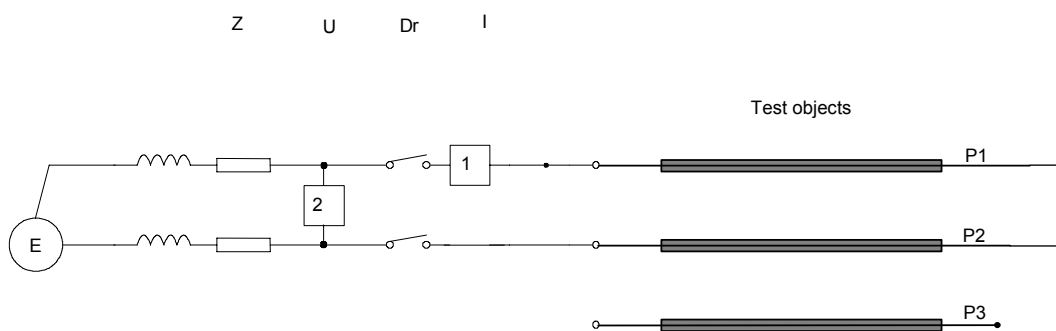 Z U Dr I
Test objects
1 P1
2
E P2
P3